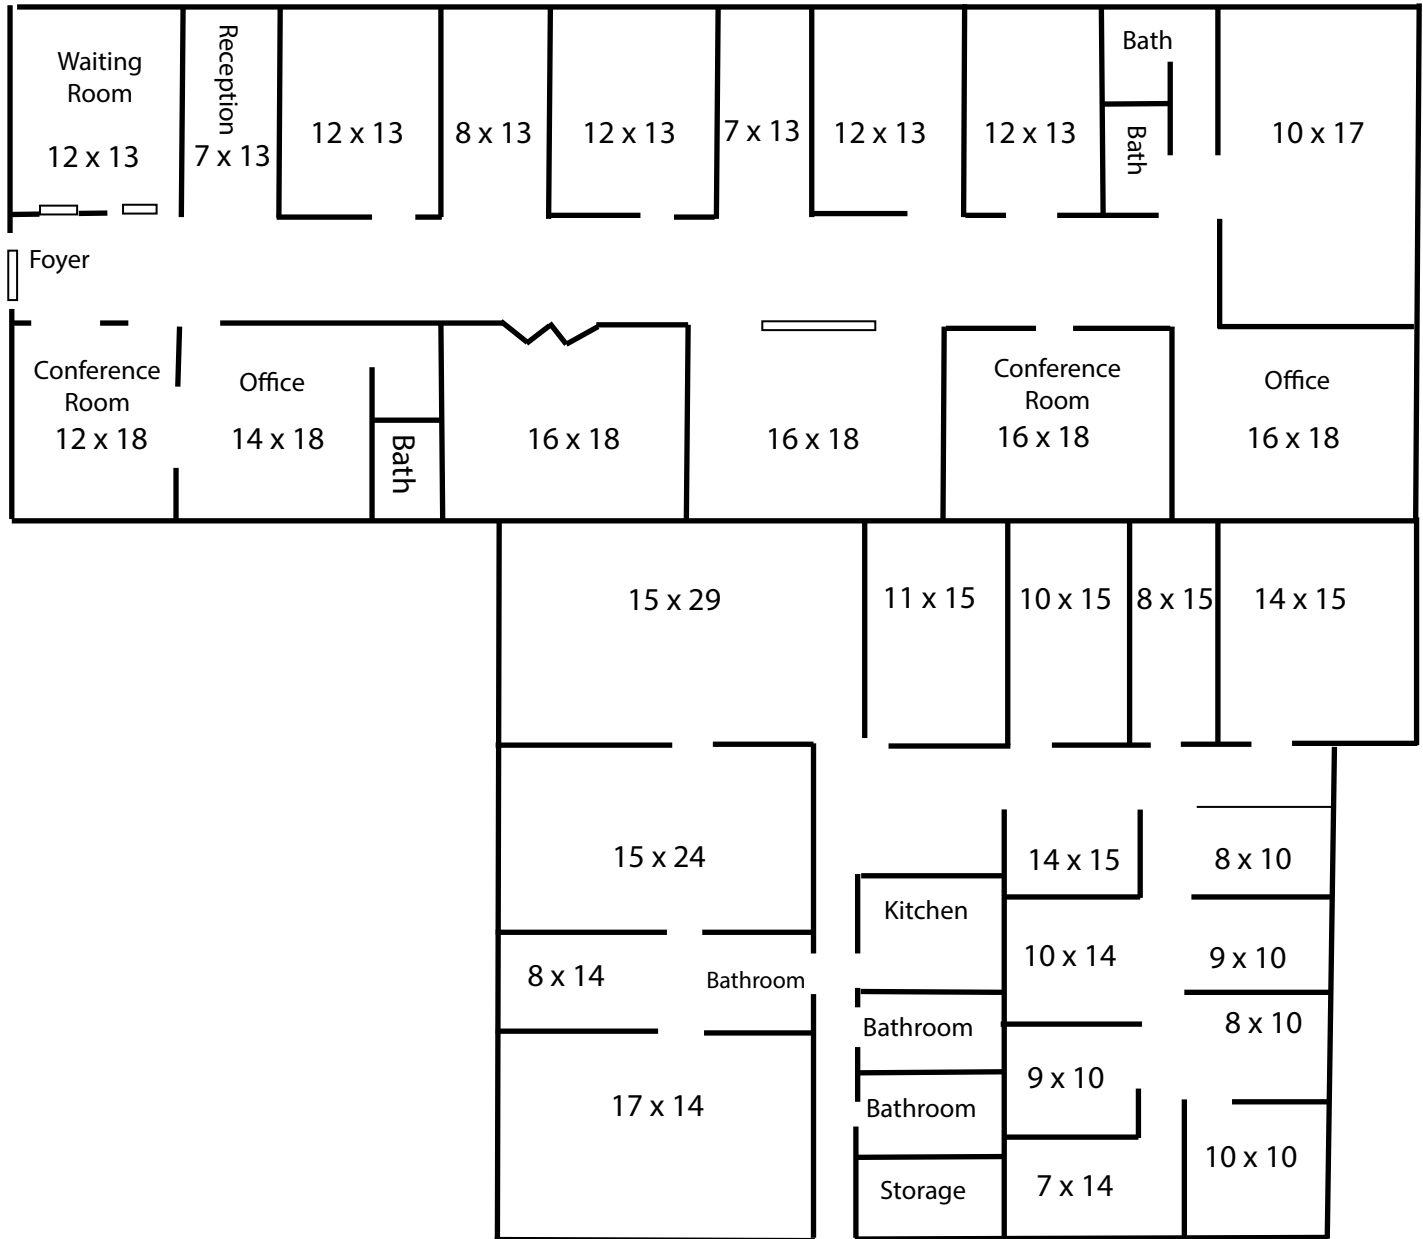 Waiting
Room
12 x 13
Reception
7 x 13
12 x 13
8 x 13
12 x 13
7 x 13
12 x 13
12 x 13
Bath
Bath
10 x 17
Foyer
Conference
Room
12 x 18
Office
14 x 18
Bath
16 x 18
16 x 18
Conference
Room
16 x 18
Office
16 x 18
15 x 29
11 x 15
10 x 15
8 x 15
14 x 15
15 x 24
14 x 15
8 x 10
Kitchen
8 x 14
Bathroom
10 x 14
9 x 10
Bathroom
8 x 10
9 x 10
17 x 14
Bathroom
10 x 10
Storage
7 x 14